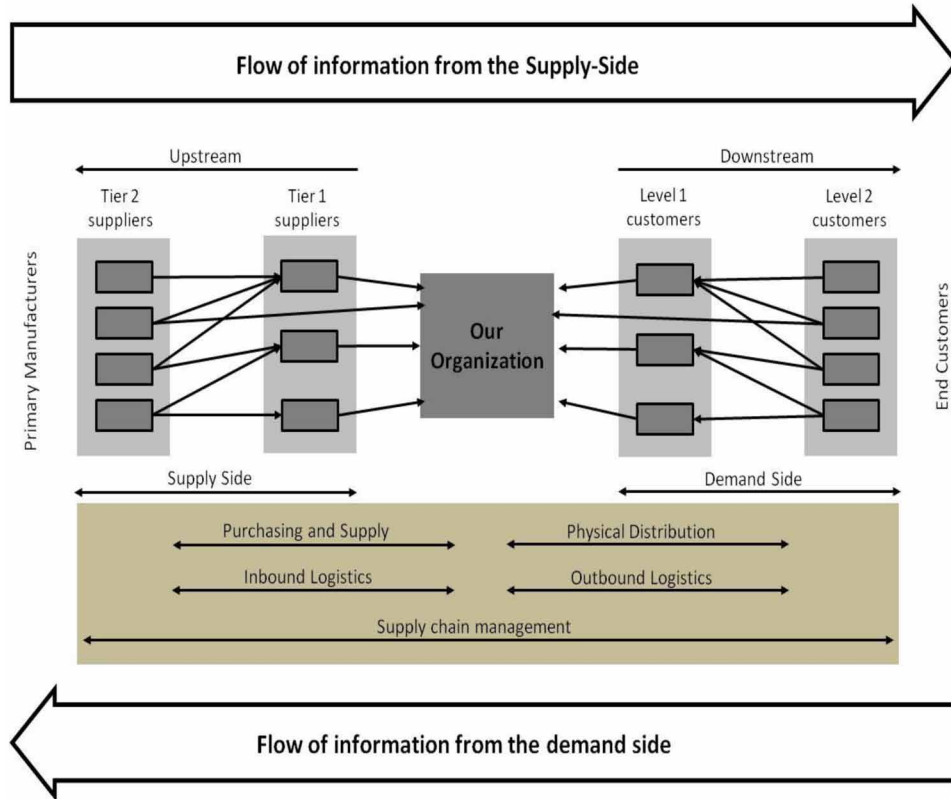 Flow of information from the Supply-Side
Upstream
Downstream
Tier 2
suppliers
Tier 1
suppliers
Level 1
customers
Level 2
customers
Primary Manufacturers
Our
Organization
End Customers
Supply Side
Demand Side
Purchasing and Supply
Physical Distribution
Inbound Logistics
Outbound Logistics
Supply chain management
Flow of information from the demand side